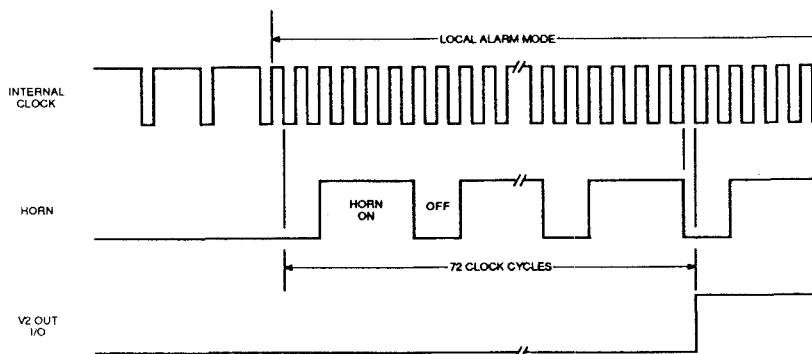 LOCAL ALARM MODE
INTERNAL
CLOCK
HORN
HORN
ON
OFF
72 CLOCK CYCLES
V2 OUT
I/O